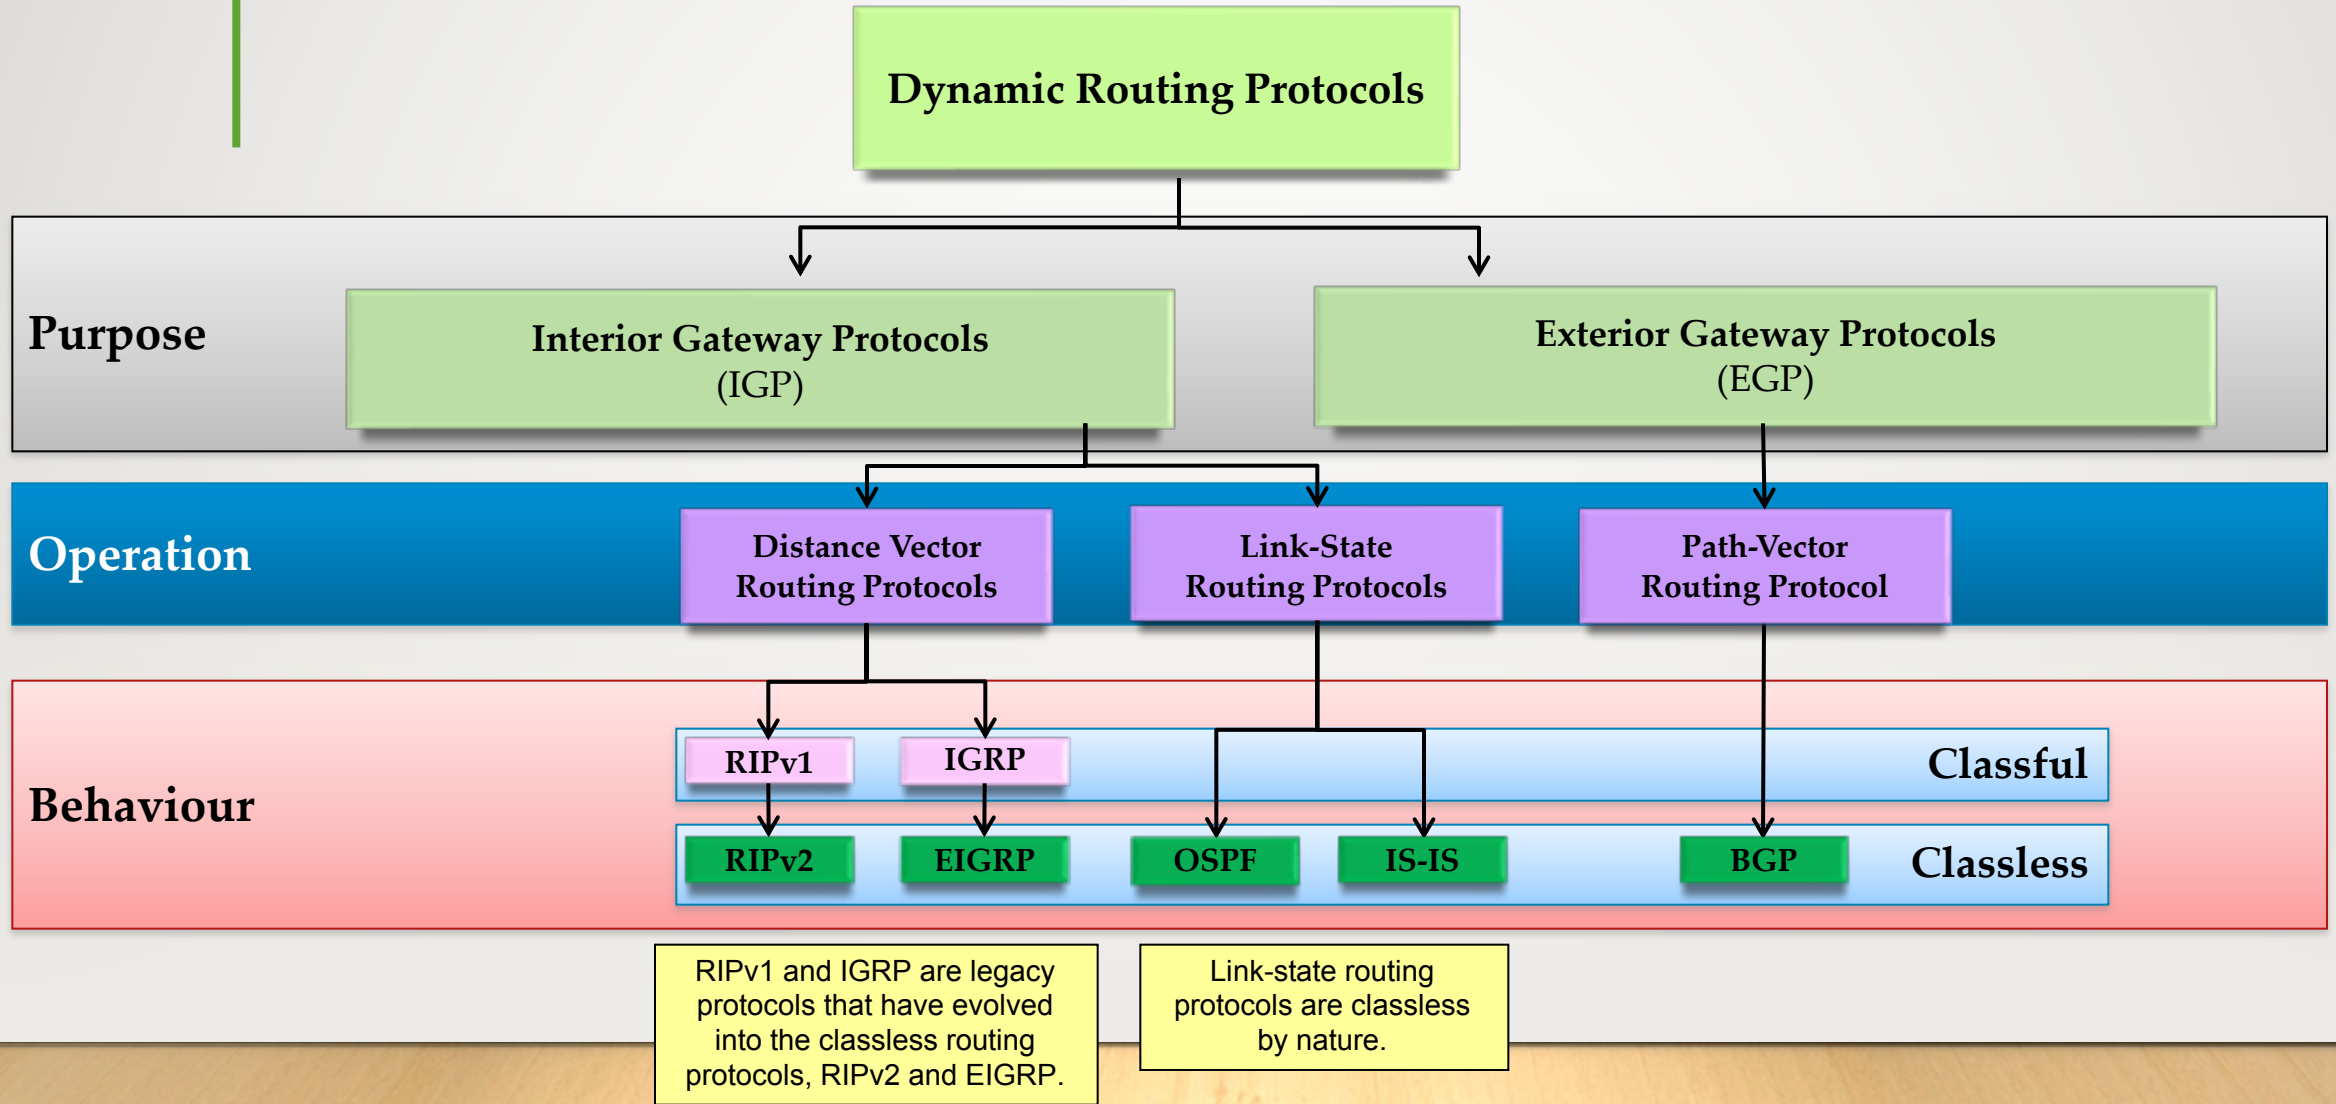 Dynamic Routing Protocols
Purpose
Interior Gateway Protocols
(IGP)
Exterior Gateway Protocols
(EGP)
Operation
Distance Vector
Routing Protocols
Link-State
Routing Protocols
Path-Vector
Routing Protocol
Behaviour
RIPv1
IGRP
Classful
RIPv2
EIGRP
OSPF
IS-IS
BGP
Classless
RIPv1 and IGRP are legacy
protocols that have evolved
into the classless routing
protocols, RIPv2 and EIGRP.
Link-state routing
protocols are classless
by nature.